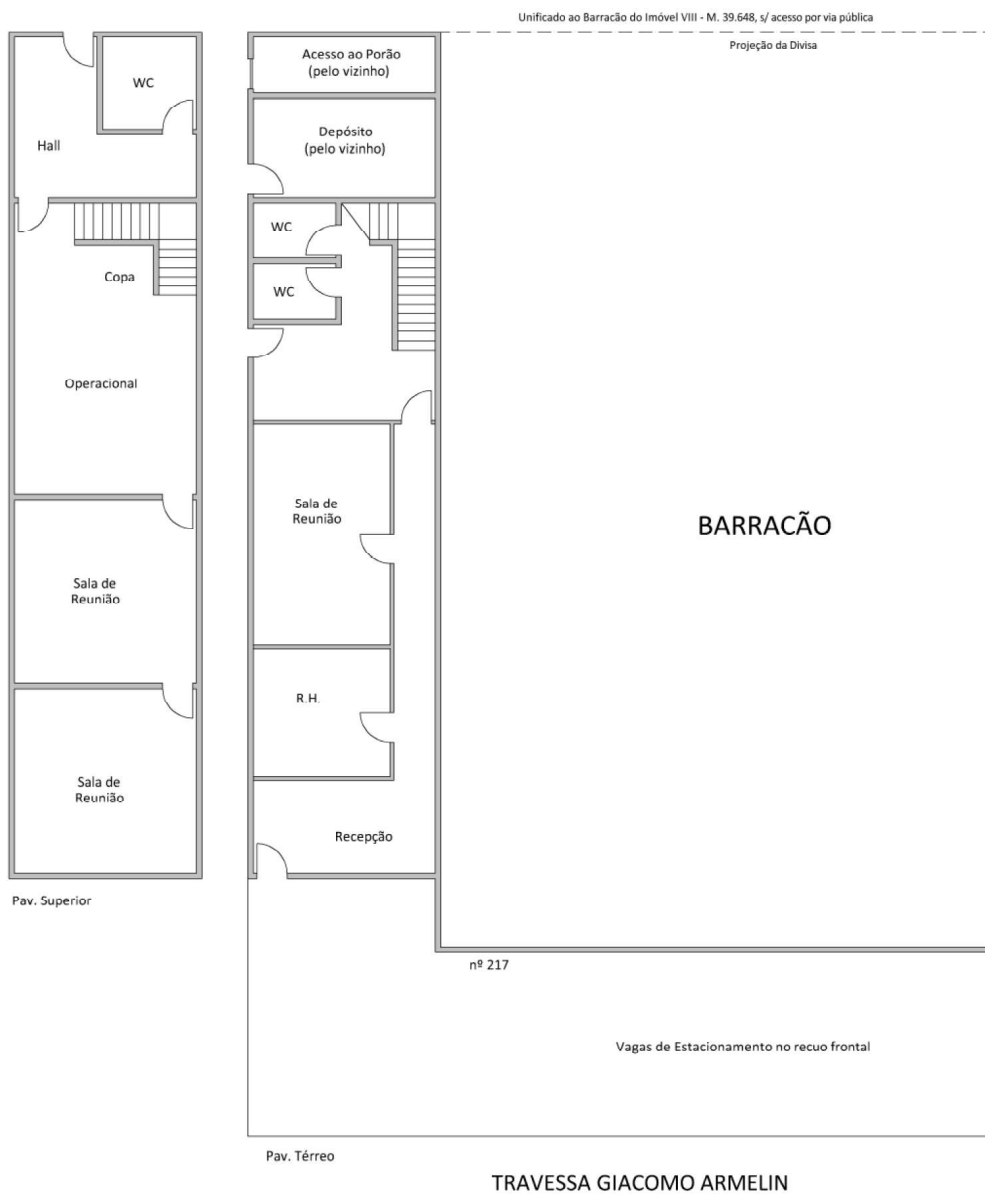 Unificado ao Barracão do Imóvel VIII - M. 39.648, s/ acesso por via pública
Projeção da Divisa
WC
Hall
Copa
Operacional
Sala de
Reunião
Sala de
Reunião
Pav. Superior
Acesso ao Porão
(pelo vizinho)
Depósito
(pelo vizinho)
WC
WC
Sala de
Reunião
R.H.
Recepção
BARRACÃO
nº 217
Vagas de Estacionamento no recuo frontal
Pav. Térreo
TRAVESSA GIACOMO ARMELIN